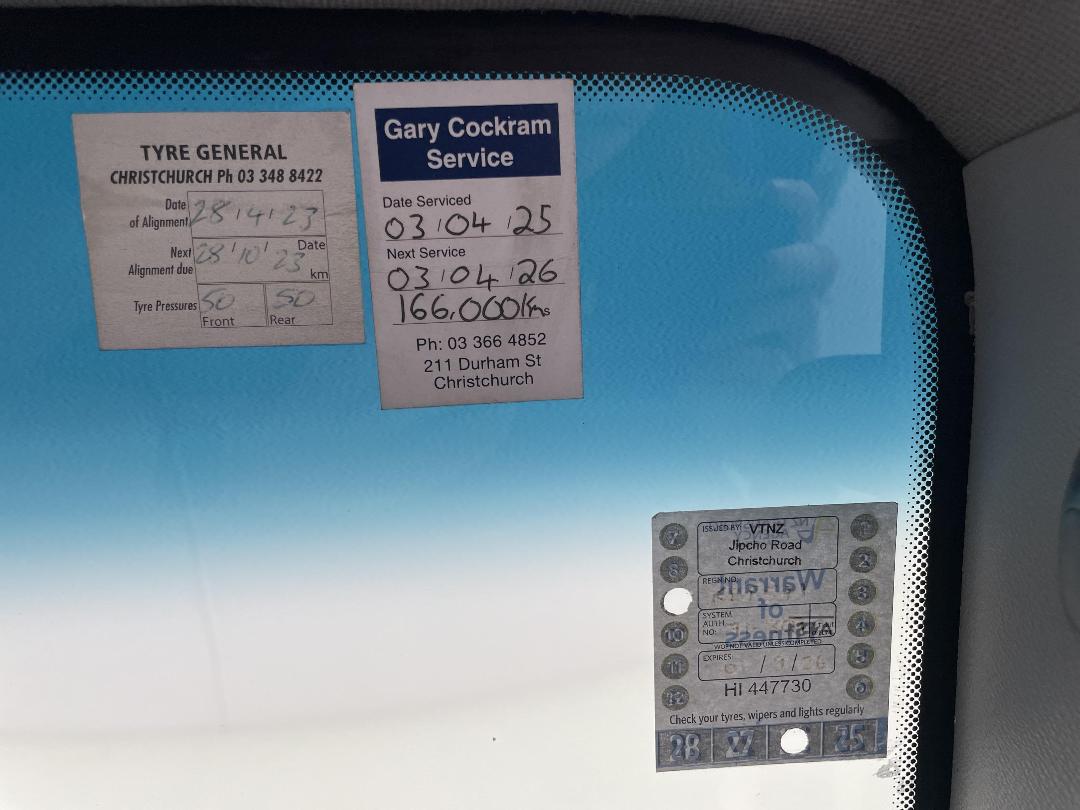 TYRE GENERAL
CHRISTCHURCH Ph 03 348 8422
Date
of Alignment 28/4/23
Next
Alignment due 28/10/23 Date
km
Tyre Pressures 50 50
Front Rear
Gary Cockram
Service
Date Serviced
03/04/25
Next Service
03/04/26
166,000kms
Ph: 03 366 4852
211 Durham St
Christchurch
ISSUED BY: VTNZ
Jipcho Road
Christchurch
REGN NO:
Warrant
of
SYSTEM
AUTH.
NO:
WOF NOT VALID UNLESS COMPLETED
EXPIRES:
HI 447730
Check your tyres, wipers and lights regularly
7
8
10
11
12
1
2
3
4
5
6
28 27 25